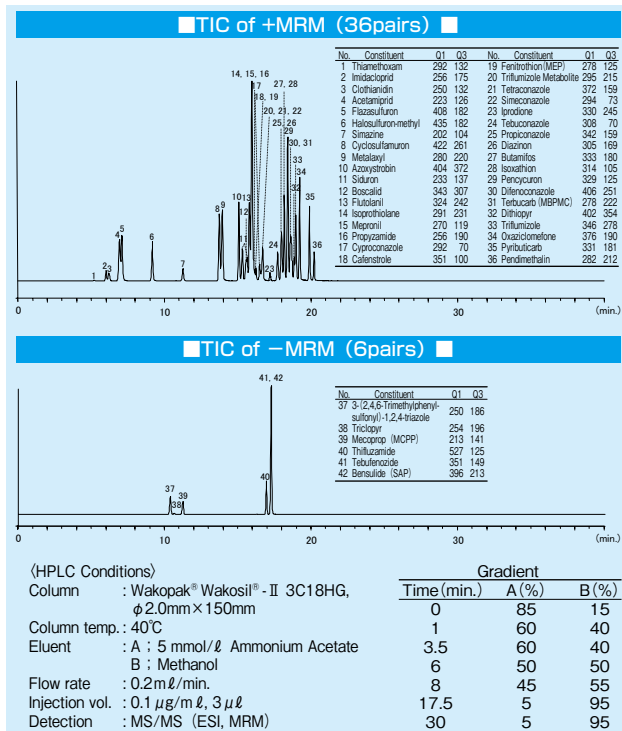 ■TIC of +MRM (36pairs) ■
No. Constituent Q1 Q3 No. Constituent Q1 Q3
1 Thiamethoxam 292 132 19 Fenitrothion(MEP) 278 125
2 Imidacloprid 256 175 20 Triflumizole Metabolite 295 215
3 Clothianidin 250 132 21 Tetraconazole 372 159
4 Acetamiprid 223 126 22 Simeconazole 294 73
5 Flazasulfuron 408 182 23 Iprodione 330 245
6 Halosulfuron-methyl 435 182 24 Tebuconazole 308 70
7 Simazine 202 104 25 Propiconazole 342 159
8 Cyclosulfamuron 422 261 26 Diazinon 305 169
9 Metalaxyl 280 220 27 Butamifos 333 180
10 Azoxystrobin 404 372 28 Isoxathion 314 105
11 Siduron 233 137 29 Pencycuron 329 125
12 Boscalid 343 307 30 Difenoconazole 406 251
13 Flutolanil 324 242 31 Terbucarb (MBPMC) 278 222
14 Isoprothiolane 291 231 32 Dithiopyr 402 354
15 Mepronil 270 119 33 Triflumizole 346 278
16 Propyzamide 256 190 34 Oxaziclomefone 376 190
17 Cyproconazole 292 70 35 Pyributicarb 331 181
18 Cafenstrole 351 100 36 Pendimethalin 282 212
14, 15, 16
17
18, 19
20, 21, 22
27, 28
25, 26
29
30, 31
33
32
34
35
36
10
13
12
8
9
4
5
6
7
1
2
3
23
24
0 10 20 30 (min.)
■TIC of −MRM (6pairs) ■
No. Constituent Q1 Q3
37 3-(2,4,6-Trimethylphenyl-
sulfonyl)-1,2,4-triazole 250 186
38 Triclopyr 254 196
39 Mecoprop (MCPP) 213 141
40 Thifluzamide 527 125
41 Tebufenozide 351 149
42 Bensulide (SAP) 396 213
41, 42
40
37
38
39
0 10 20 30 (min.)
〈HPLC Conditions〉
Column : Wakopak® Wakosil® - Ⅱ 3C18HG,
φ2.0mm×150mm
Column temp. : 40℃
Eluent : A ; 5 mmol/ℓ Ammonium Acetate
B ; Methanol
Flow rate : 0.2mℓ/min.
Injection vol. : 0.1 μg/mℓ, 3μℓ
Detection : MS/MS (ESI, MRM)
Gradient
Time(min.) A(%) B(%)
0 85 15
1 60 40
3.5 60 40
6 50 50
8 45 55
17.5 5 95
30 5 95